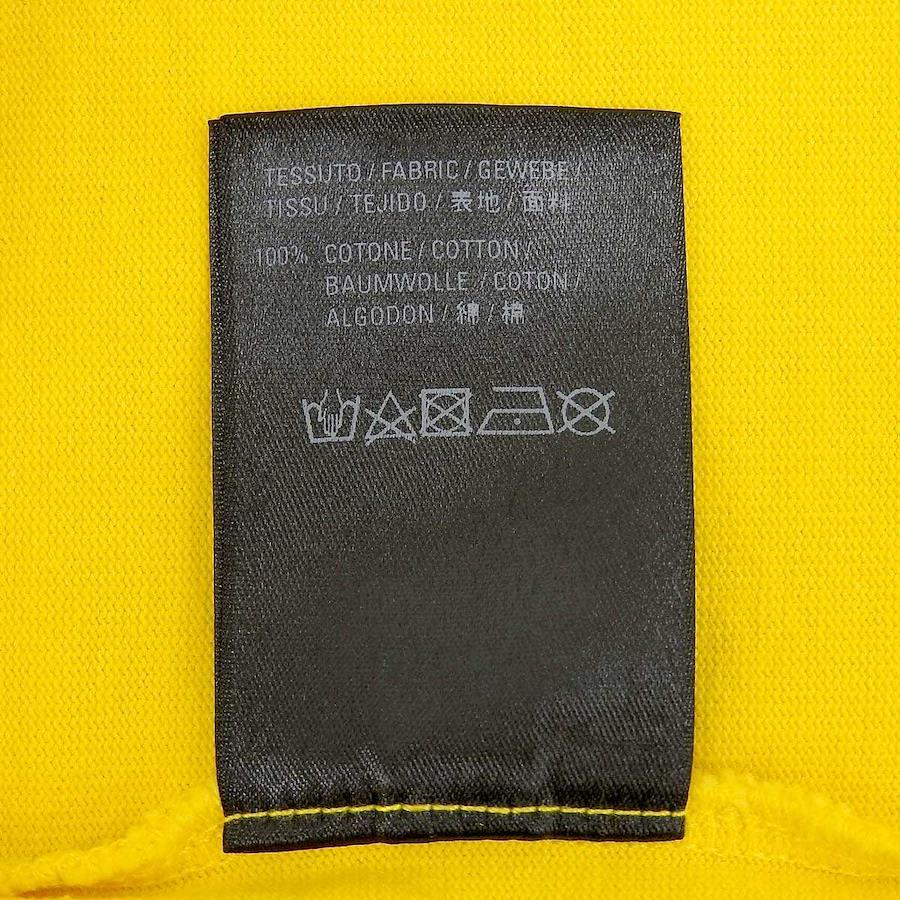 TESSUTO / FABRIC / GEWEBE /
TISSU / TEJIDO / 表地 / 面料
100% COTONE / COTTON /
BAUMWOLLE / COTON /
ALGODON / 綿 / 棉